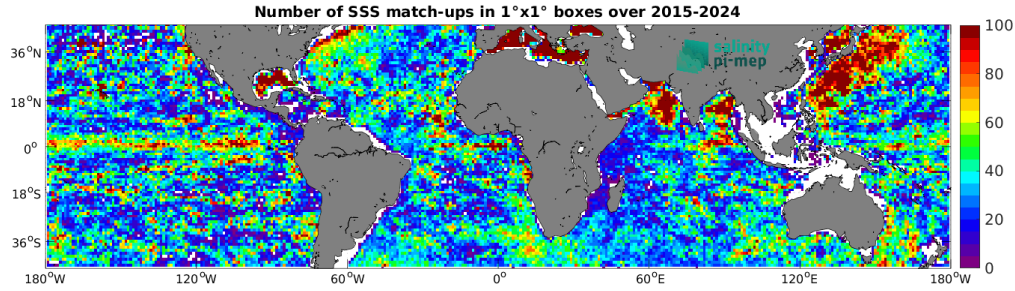 Number of SSS match-ups in 1°x1° boxes over 2015-2024
salinity
pi-mep
36°N
18°N
0°
18°S
36°S
180°W
120°W
60°W
0°
60°E
120°E
180°W
100
80
60
40
20
0